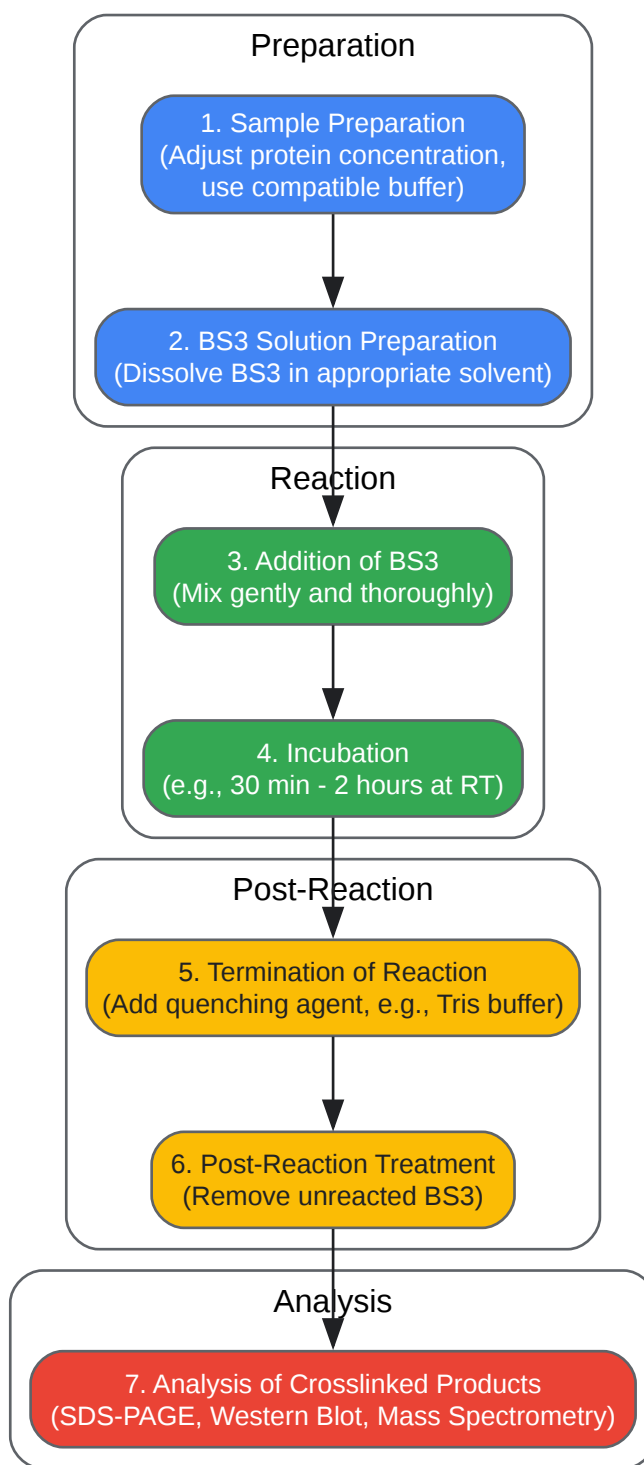 Preparation
1. Sample Preparation
(Adjust protein concentration,
use compatible buffer)
2. BS3 Solution Preparation
(Dissolve BS3 in appropriate solvent)
Reaction
3. Addition of BS3
(Mix gently and thoroughly)
4. Incubation
(e.g., 30 min - 2 hours at RT)
Post-Reaction
5. Termination of Reaction
(Add quenching agent, e.g., Tris buffer)
6. Post-Reaction Treatment
(Remove unreacted BS3)
Analysis
7. Analysis of Crosslinked Products
(SDS-PAGE, Western Blot, Mass Spectrometry)